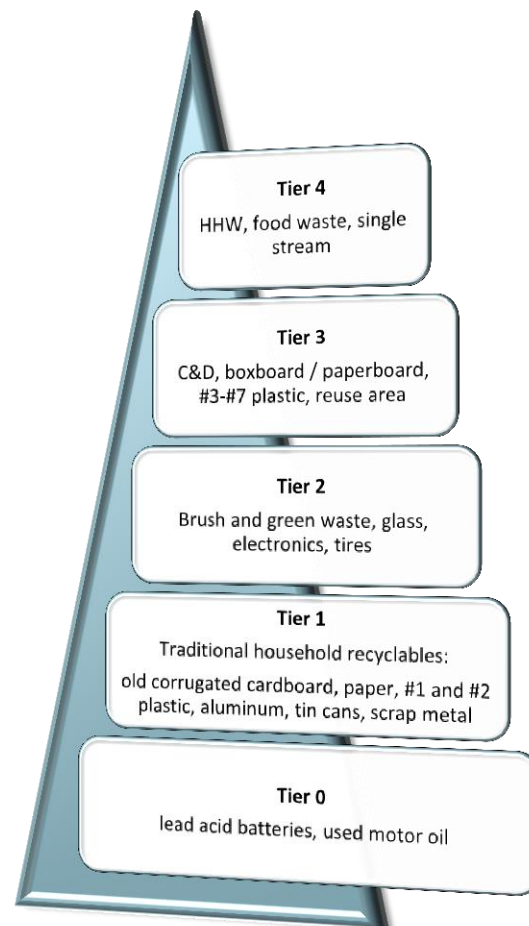 Tier 4
HHW, food waste, single
stream
Tier 3
C&D, boxboard / paperboard,
#3-#7 plastic, reuse area
Tier 2
Brush and green waste, glass,
electronics, tires
Tier 1
Traditional household recyclables:
old corrugated cardboard, paper, #1 and #2
plastic, aluminum, tin cans, scrap metal
Tier 0
lead acid batteries, used motor oil